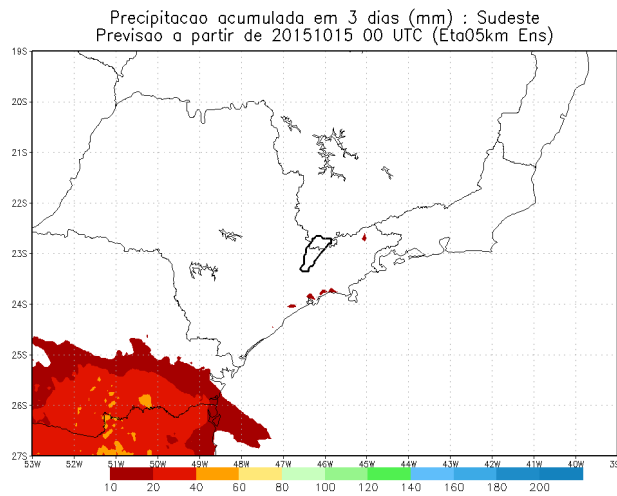 Precipitacao acumulada em 3 dias (mm) : Sudeste
Previsao a partir de 20151015 00 UTC (Eta05km Ens)
19S
20S
21S
22S
23S
24S
25S
26S
27S
53W 52W 51W 50W 49W 48W 47W 46W 45W 44W 43W 42W 41W 40W 39W
10 20 40 60 80 100 120 140 160 180 200